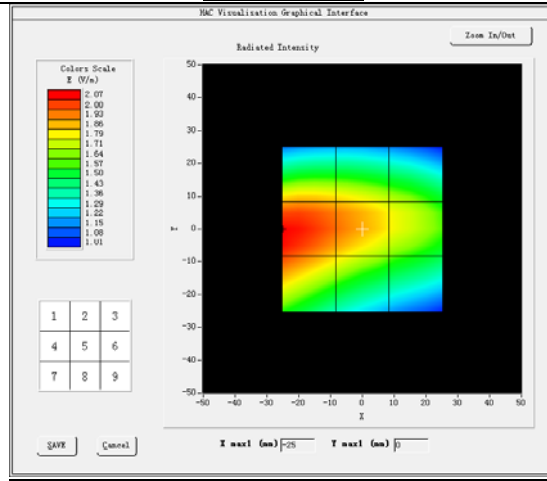 HAC Visualisation Graphical Interface
Zoom In/Out
Radiated Intensity
Colors Scale
E (V/m)
2.07
2.00
1.93
1.86
1.79
1.71
1.64
1.57
1.50
1.43
1.36
1.29
1.22
1.15
1.08
1.01
50
40
30
20
10
Y 0
-10
-20
-30
-40
-50
-50 -40 -30 -20 -10 0 10 20 30 40 50
X
1 2 3
4 5 6
7 8 9
SAVE Cancel
X max1 (mm) -25 Y max1 (mm) 0